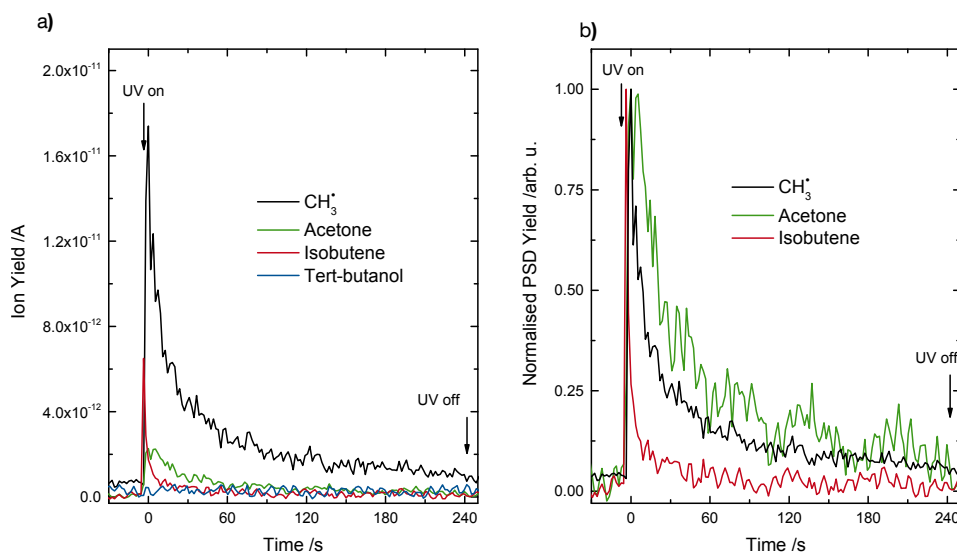 a)
2.0x10⁻¹¹
1.6x10⁻¹¹
1.2x10⁻¹¹
8.0x10⁻¹²
4.0x10⁻¹²
0.0
Ion Yield /A
UV on
CH₃•
Acetone
Isobutene
Tert-butanol
UV off
0 60 120 180 240
Time /s
b)
1.00
0.75
0.50
0.25
0.00
Normalised PSD Yield /arb. u.
UV on
CH₃•
Acetone
Isobutene
UV off
0 60 120 180 240
Time /s